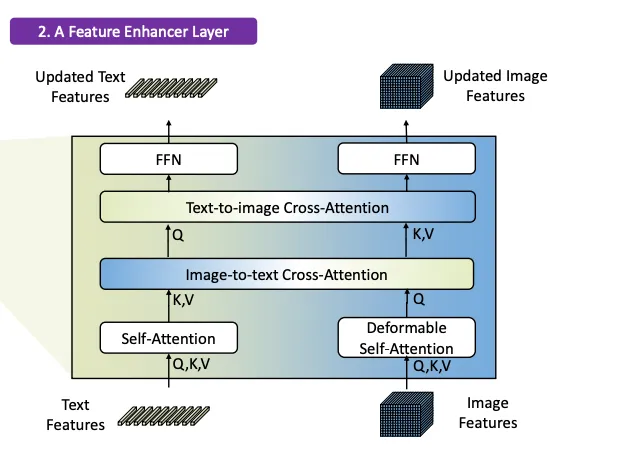 2. A Feature Enhancer Layer
Updated Text
Features
Updated Image
Features
FFN
FFN
Text-to-image Cross-Attention
Q
K,V
Image-to-text Cross-Attention
K,V
Q
Self-Attention
Deformable
Self-Attention
Q,K,V
Q,K,V
Text
Features
Image
Features